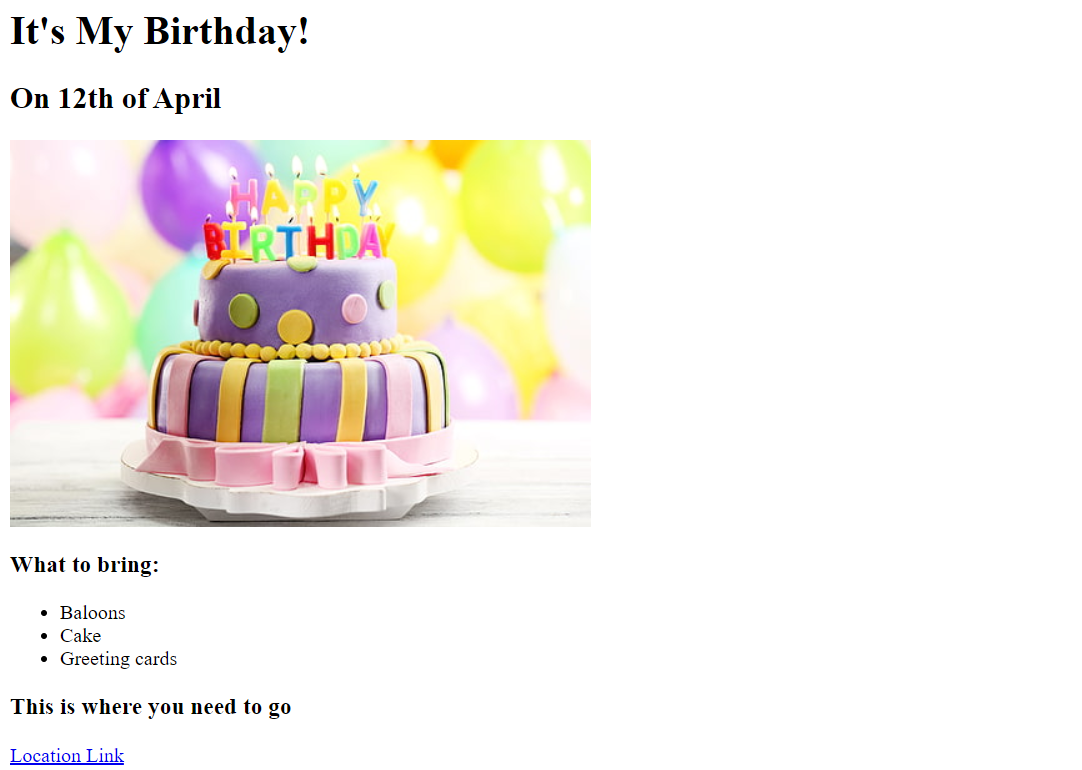 It's My Birthday!
On 12th of April
HAPPY
BIRTHDAY
What to bring:
Baloons
Cake
Greeting cards
This is where you need to go
Location Link